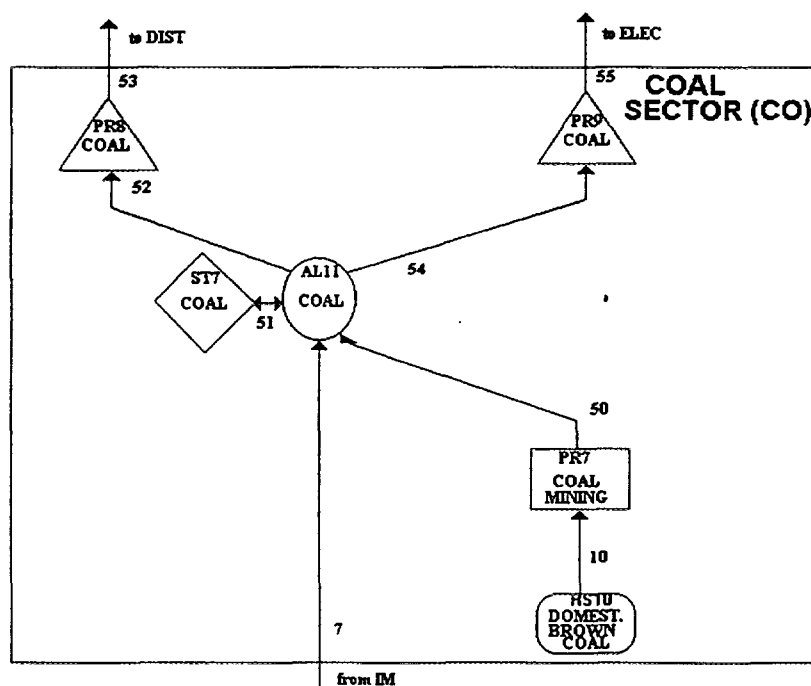 to DIST
to ELEC
53
55
COAL
SECTOR (CO)
PR8
COAL
PR9
COAL
52
54
ST7
COAL
AL11
COAL
51
50
PR7
COAL
MINING
10
RS10
DOMEST.
BROWN
COAL
7
from IM